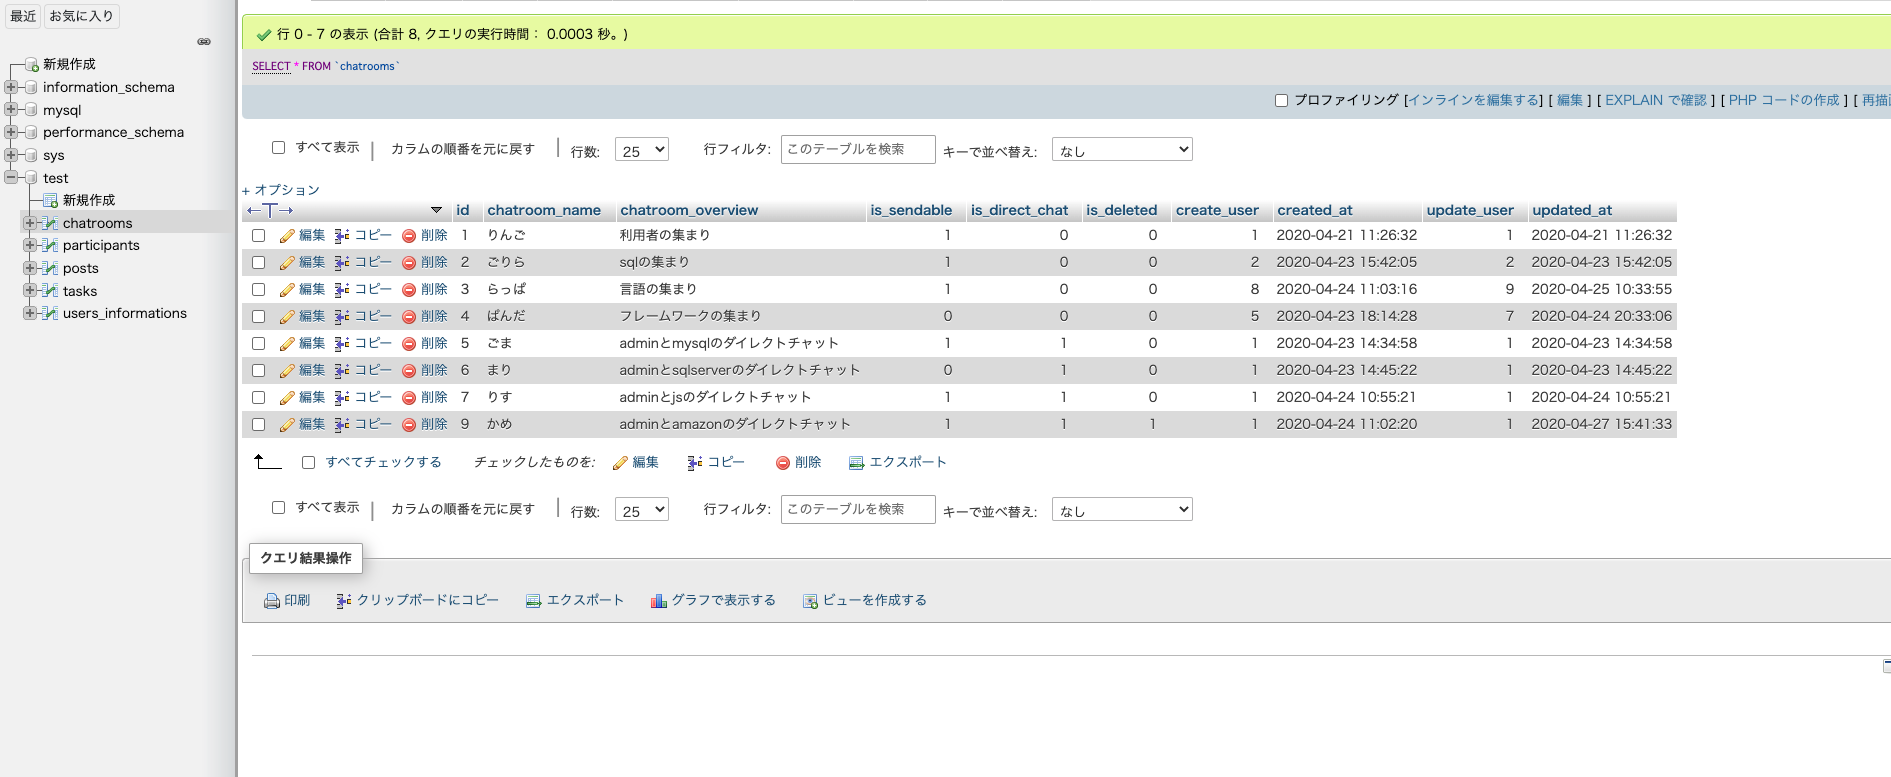 最近 お気に入り
新規作成
information_schema
mysql
performance_schema
sys
test
新規作成
chatrooms
participants
posts
tasks
users_informations
行 0 - 7 の表示 (合計 8, クエリの実行時間： 0.0003 秒。)
SELECT * FROM `chatrooms`
プロファイリング [インラインを編集する] [ 編集 ] [ EXPLAIN で確認 ] [ PHP コードの作成 ] [ 再描
すべて表示 | カラムの順番を元に戻す | 行数: 25 行フィルタ: このテーブルを検索 キーで並べ替え: なし
+ オプション
←T→ id chatroom_name chatroom_overview is_sendable is_direct_chat is_deleted create_user created_at update_user updated_at
編集 コピー 削除 1 りんご 利用者の集まり 1 0 0 1 2020-04-21 11:26:32 1 2020-04-21 11:26:32
編集 コピー 削除 2 ごりら sqlの集まり 1 0 0 2 2020-04-23 15:42:05 2 2020-04-23 15:42:05
編集 コピー 削除 3 らっぱ 言語の集まり 1 0 0 8 2020-04-24 11:03:16 9 2020-04-25 10:33:55
編集 コピー 削除 4 ぱんだ フレームワークの集まり 0 0 0 5 2020-04-23 18:14:28 7 2020-04-24 20:33:06
編集 コピー 削除 5 ごま adminとmysqlのダイレクトチャット 1 1 0 1 2020-04-23 14:34:58 1 2020-04-23 14:34:58
編集 コピー 削除 6 まり adminとsqlserverのダイレクトチャット 0 1 0 1 2020-04-23 14:45:22 1 2020-04-23 14:45:22
編集 コピー 削除 7 りす adminとjsのダイレクトチャット 1 1 0 1 2020-04-24 10:55:21 1 2020-04-24 10:55:21
編集 コピー 削除 9 かめ adminとamazonのダイレクトチャット 1 1 1 1 2020-04-24 11:02:20 1 2020-04-27 15:41:33
すべてチェックする チェックしたものを: 編集 コピー 削除 エクスポート
すべて表示 | カラムの順番を元に戻す | 行数: 25 行フィルタ: このテーブルを検索 キーで並べ替え: なし
クエリ結果操作
印刷 クリップボードにコピー エクスポート グラフで表示する ビューを作成する